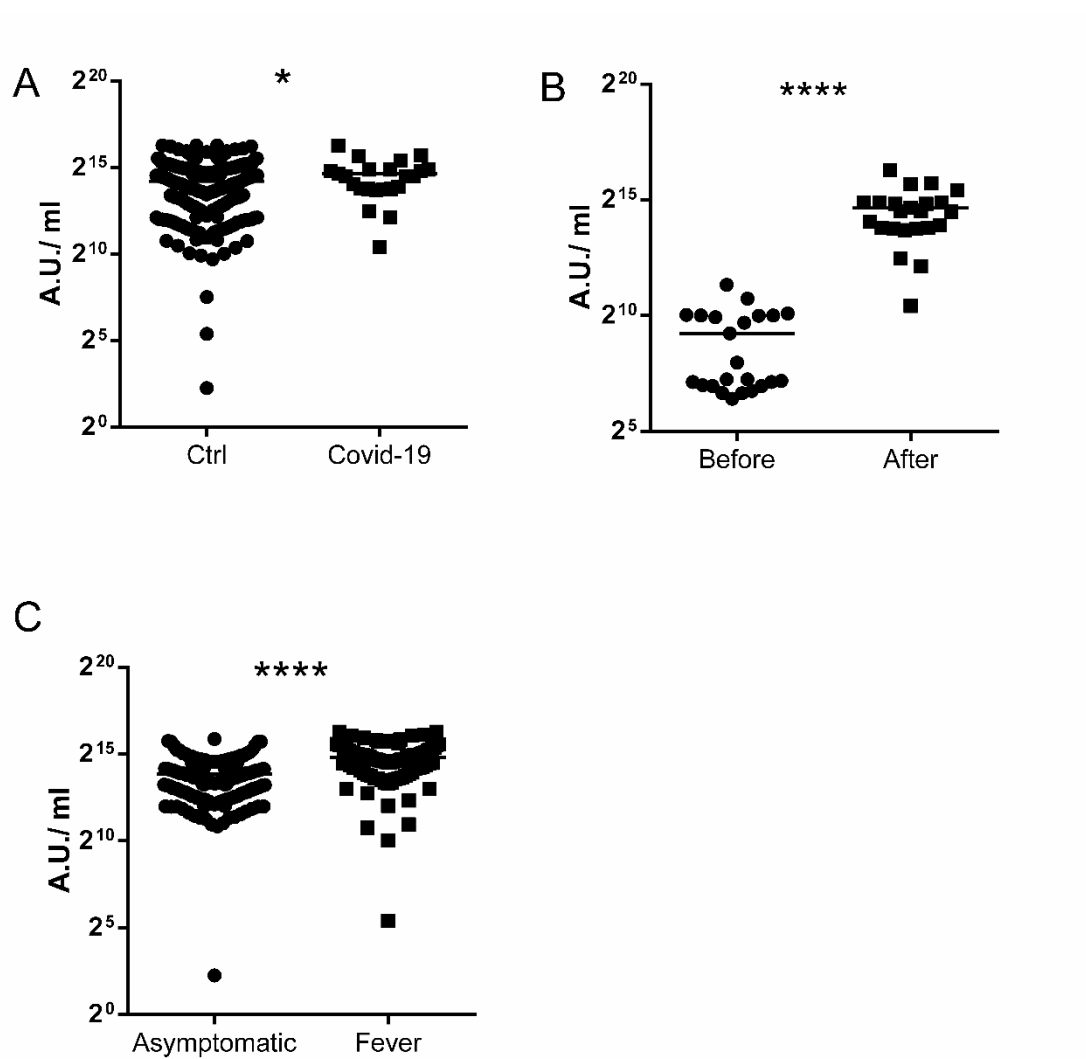 A
2^20
2^15
2^10
2^5
2^0
A.U./ ml
*
Ctrl
Covid-19
B
2^20
2^15
2^10
2^5
A.U./ ml
****
Before
After
C
2^20
2^15
2^10
2^5
2^0
A.U./ ml
****
Asymptomatic
Fever